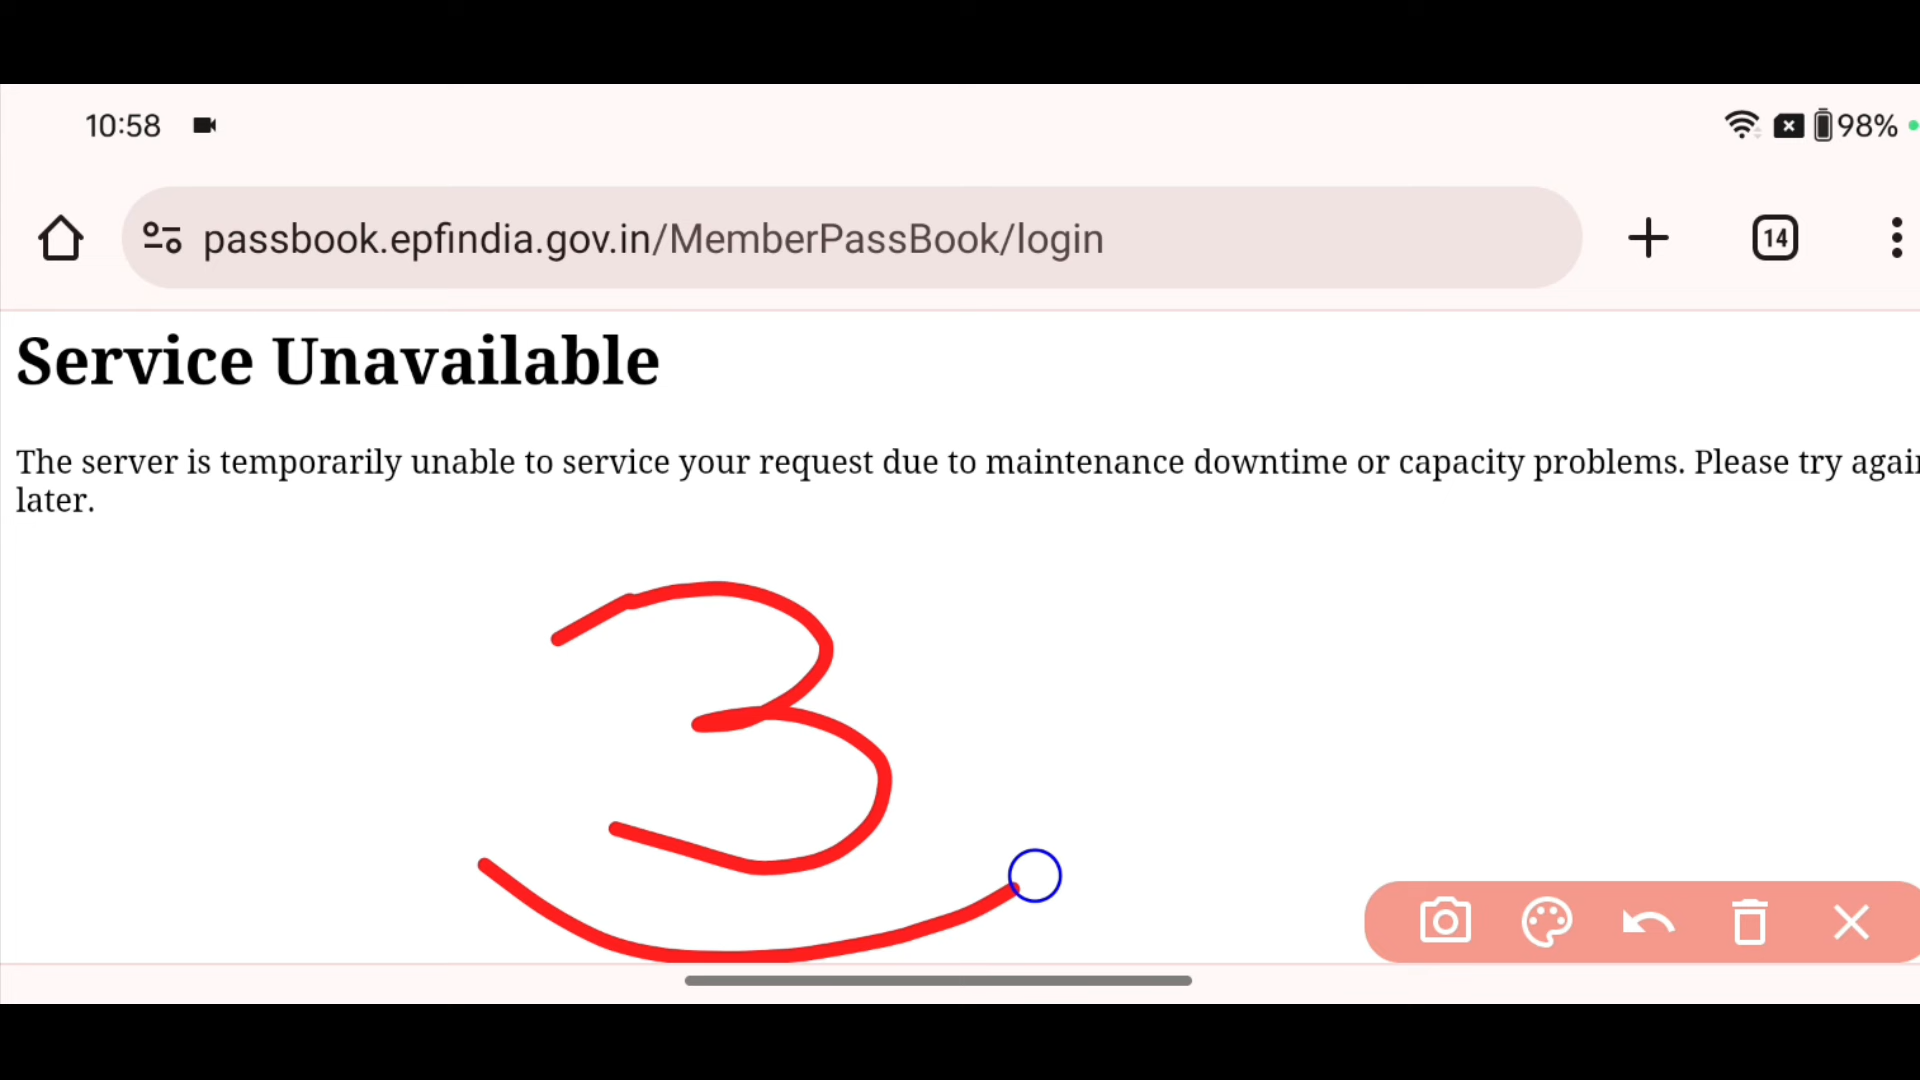 10:58 98%
passbook.epfindia.gov.in/MemberPassBook/login 14
Service Unavailable
The server is temporarily unable to service your request due to maintenance downtime or capacity problems. Please try again
later.
3